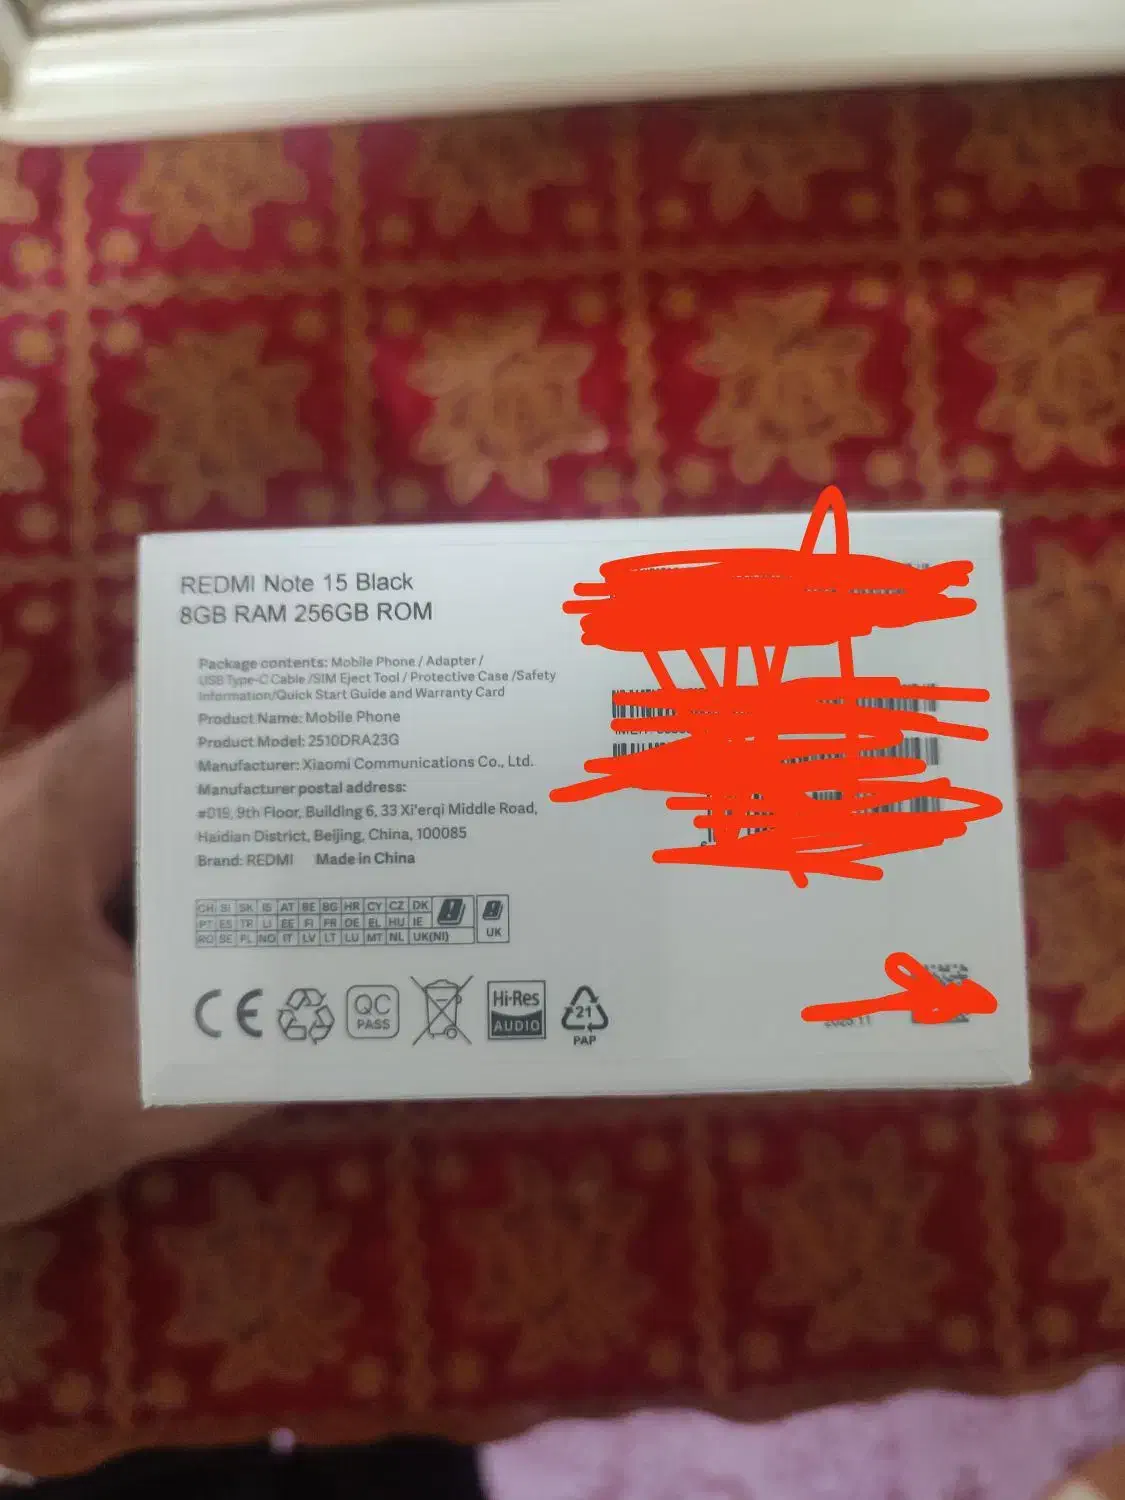 REDMI Note 15 Black
8GB RAM 256GB ROM
Package contents: Mobile Phone / Adapter /
USB Type-C Cable /SIM Eject Tool / Protective Case /Safety
Information/Quick Start Guide and Warranty Card
Product Name: Mobile Phone
Product Model: 2510DRA23G
Manufacturer: Xiaomi Communications Co., Ltd.
Manufacturer postal address:
#019, 9th Floor, Building 6, 33 Xi'erqi Middle Road,
Haidian District, Beijing, China, 100085
Brand: REDMI Made in China
CH SI SK IS AT BE BG HR CY CZ DK
PT ES TR LI EE FI FR DE EL HU IE
RO SE PL NO IT LV LT LU MT NL UK(NI)
UK
CE
QC
PASS
Hi-Res
AUDIO
21
PAP